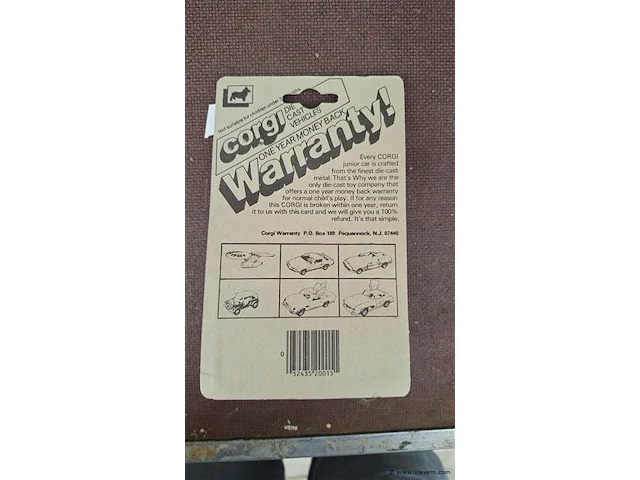 Not suitable for children under
corgi
DIE
CAST
VEHICLES
ONE YEAR MONEY BACK
Warranty!
Every CORGI
junior car is crafted
from the finest die-cast
metal. That's Why we are the
only die-cast toy company that
offers a one year money back warranty
for normal child's play. If for any reason
this CORGI is broken within one year, return
it to us with this card and we will give you a 100%
refund. It's that simple.
Corgi Warranty P.O. Box 189 Pequannock, N.J. 07440
0 32435 20015